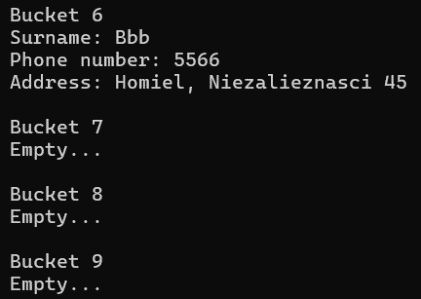 Bucket 6
Surname: Bbb
Phone number: 5566
Address: Homiel, Niezalieznasci 45
Bucket 7
Empty...
Bucket 8
Empty...
Bucket 9
Empty...